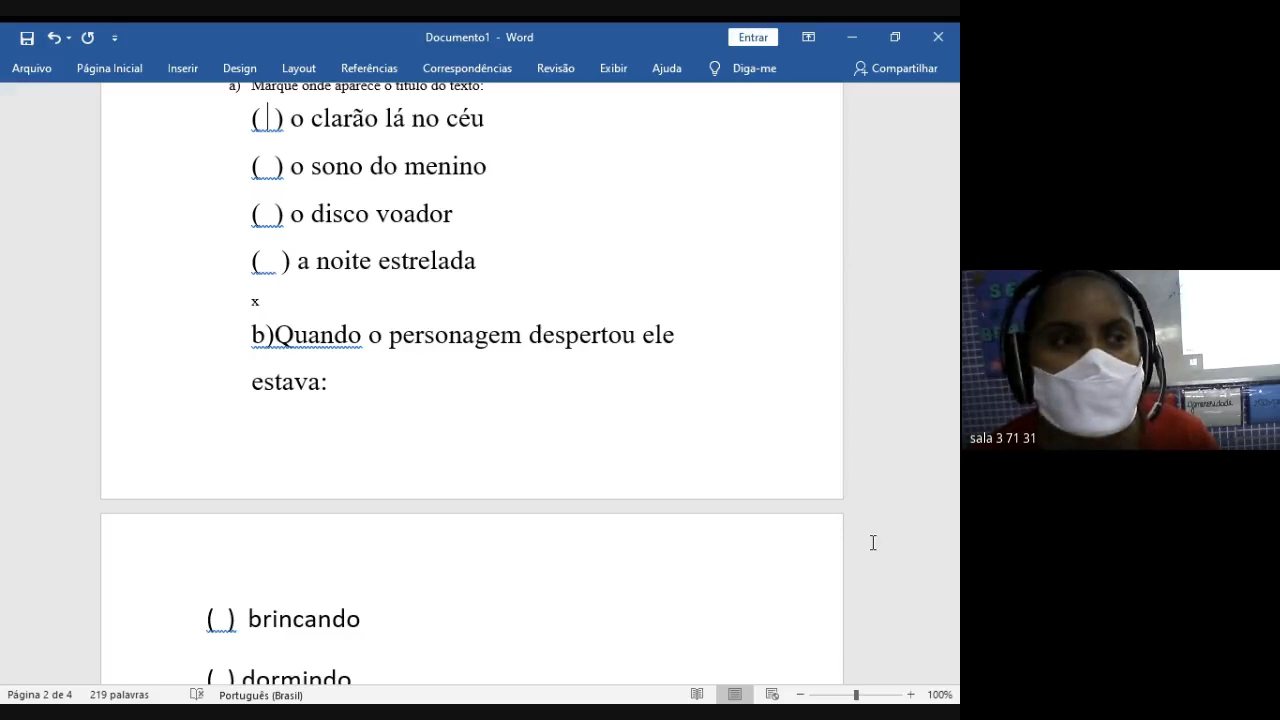 Documento1 - Word
Entrar
Arquivo Página Inicial Inserir Design Layout Referências Correspondências Revisão Exibir Ajuda Diga-me Compartilhar
a) Marque onde aparece o título do texto:
( ) o clarão lá no céu
( ) o sono do menino
( ) o disco voador
( ) a noite estrelada
x
b)Quando o personagem despertou ele
estava:
( ) brincando
( ) dormindo
sala 3 71 31
Página 2 de 4 219 palavras Português (Brasil) 100%